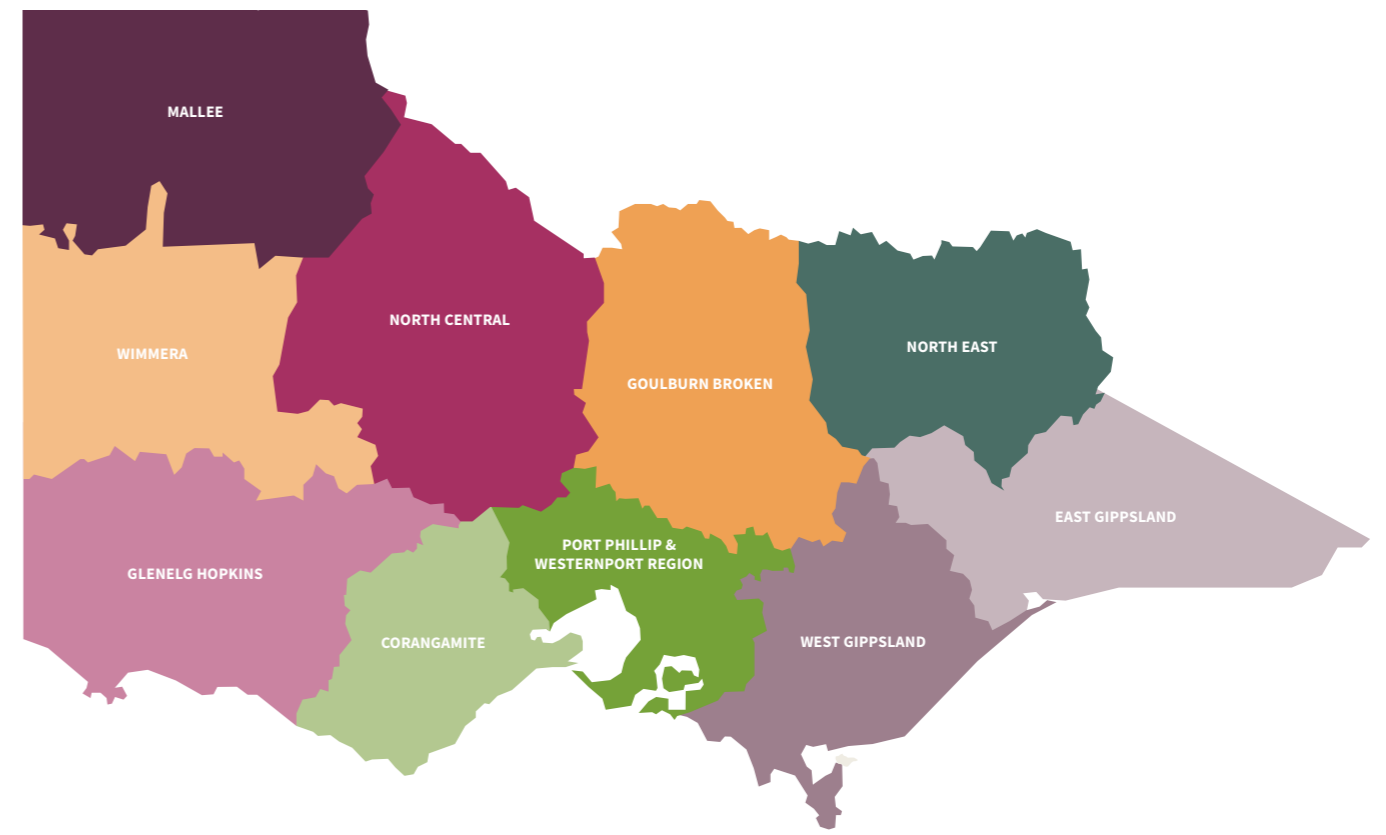 MALLEE
NORTH CENTRAL
WIMMERA
GOULBURN BROKEN
NORTH EAST
EAST GIPPSLAND
PORT PHILLIP &
WESTERNPORT REGION
GLENELG HOPKINS
CORANGAMITE
WEST GIPPSLAND